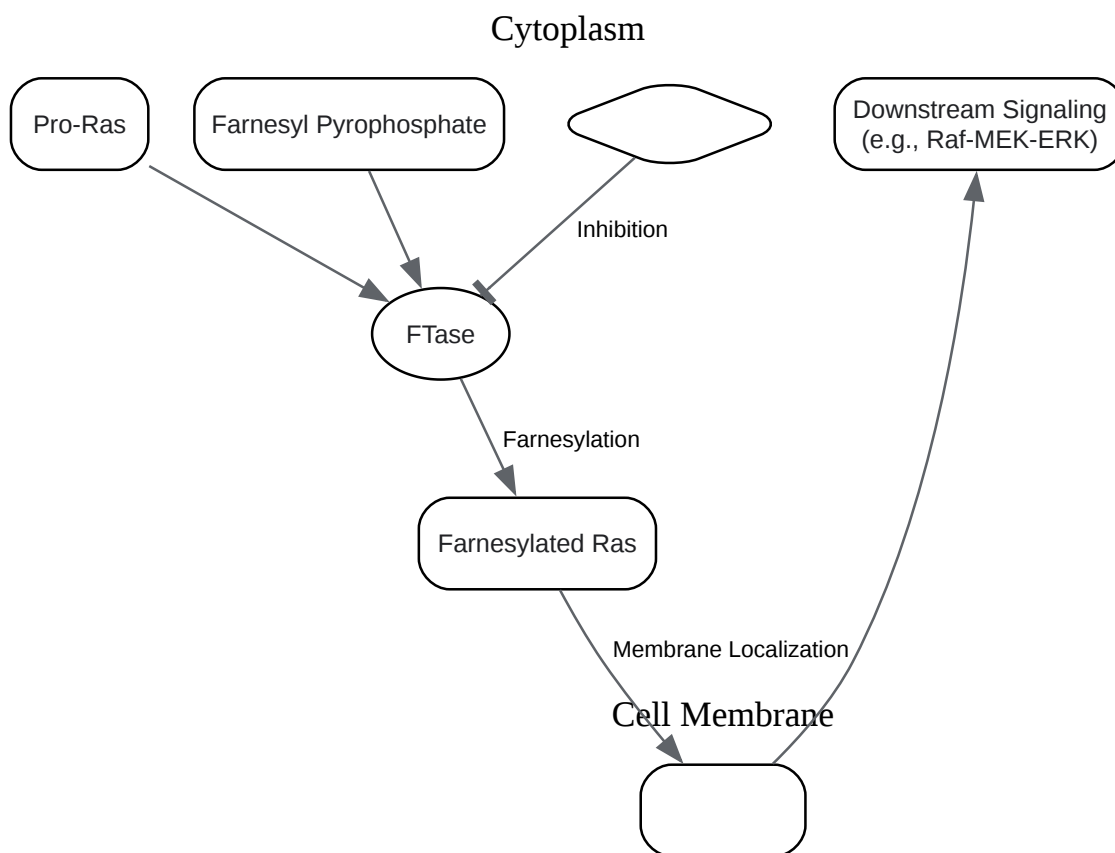 Cytoplasm
Pro-Ras
Farnesyl Pyrophosphate
Downstream Signaling
(e.g., Raf-MEK-ERK)
Inhibition
FTase
Farnesylation
Farnesylated Ras
Membrane Localization
Cell Membrane